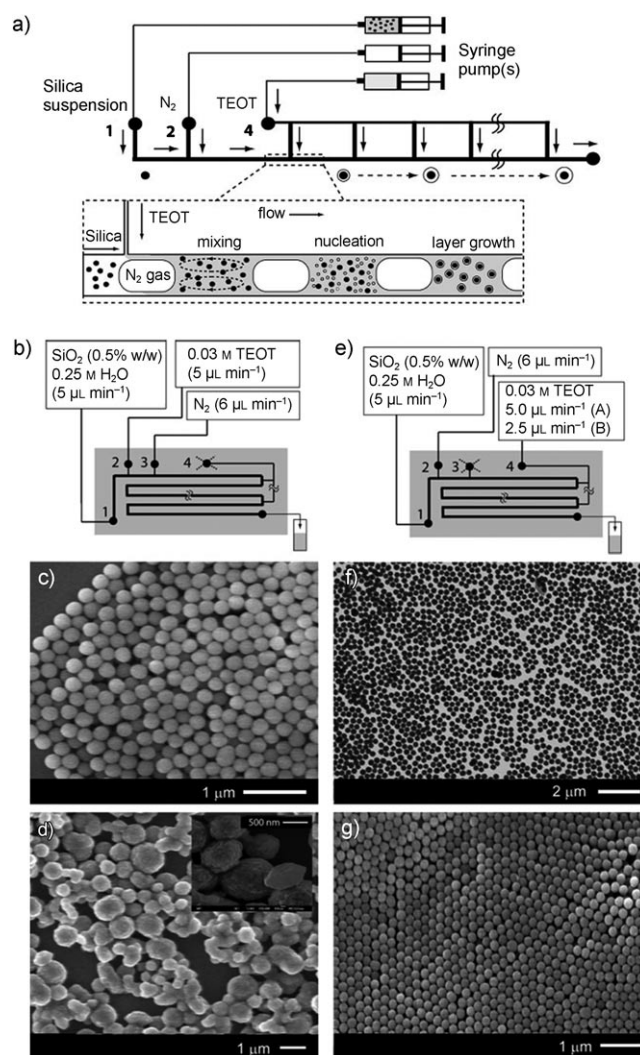 a)
Syringe
pump(s)
Silica
suspension
N₂
TEOT
1
2
4
TEOT
flow
Silica
mixing
nucleation
layer growth
N₂ gas
b)
SiO₂ (0.5% w/w)
0.25 M H₂O
(5 μL min⁻¹)
0.03 M TEOT
(5 μL min⁻¹)
N₂ (6 μL min⁻¹)
2
3
4
1
e)
SiO₂ (0.5% w/w)
0.25 M H₂O
(5 μL min⁻¹)
N₂ (6 μL min⁻¹)
0.03 M TEOT
5.0 μL min⁻¹ (A)
2.5 μL min⁻¹ (B)
2
3
4
1
c)
1 μm
f)
2 μm
d)
500 nm
1 μm
g)
1 μm